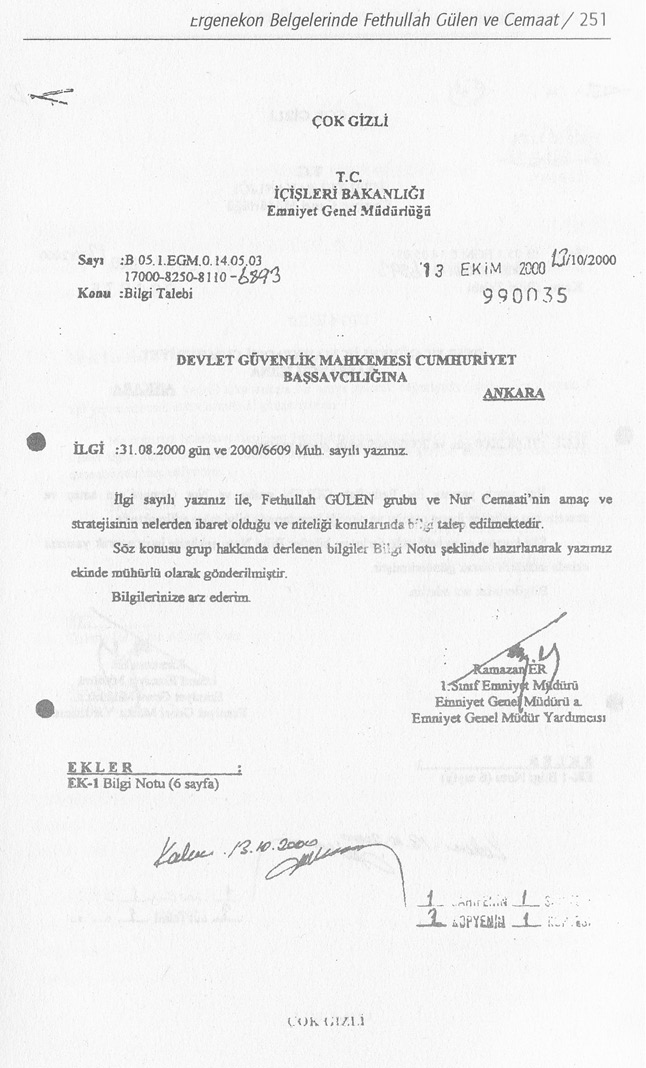 Ergenekon Belgelerinde Fethullah Gülen ve Cemaat / 251
ÇOK GİZLİ
T.C.
İÇİŞLERİ BAKANLIĞI
Emniyet Genel Müdürlüğü
Sayı :B.05.1.EGM.0.14.05.03
17000-8250-8110-6893
13 EKİM 2000 13/10/2000
Konu :Bilgi Talebi
990035
DEVLET GÜVENLİK MAHKEMESİ CUMHURİYET
BAŞSAVCILIĞINA
ANKARA
İLGİ :31.08.2000 gün ve 2000/6609 Muh. sayılı yazınız.
İlgi sayılı yazınız ile, Fethullah GÜLEN grubu ve Nur Cemaati'nin amaç ve
stratejisinin nelerden ibaret olduğu ve niteliği konularında bilgi talep edilmektedir.
Söz konusu grup hakkında derlenen bilgiler Bilgi Notu şeklinde hazırlanarak yazımız
ekinde mühürlü olarak gönderilmiştir.
Bilgilerinize arz ederim.
Ramazan ER
1.Sınıf Emniyet Müdürü
Emniyet Genel Müdürü a.
Emniyet Genel Müdür Yardımcısı
EKLER :
EK-1 Bilgi Notu (6 sayfa)
13.10.2000
1 1
KOPYENİN 1
ÇOK GİZLİ